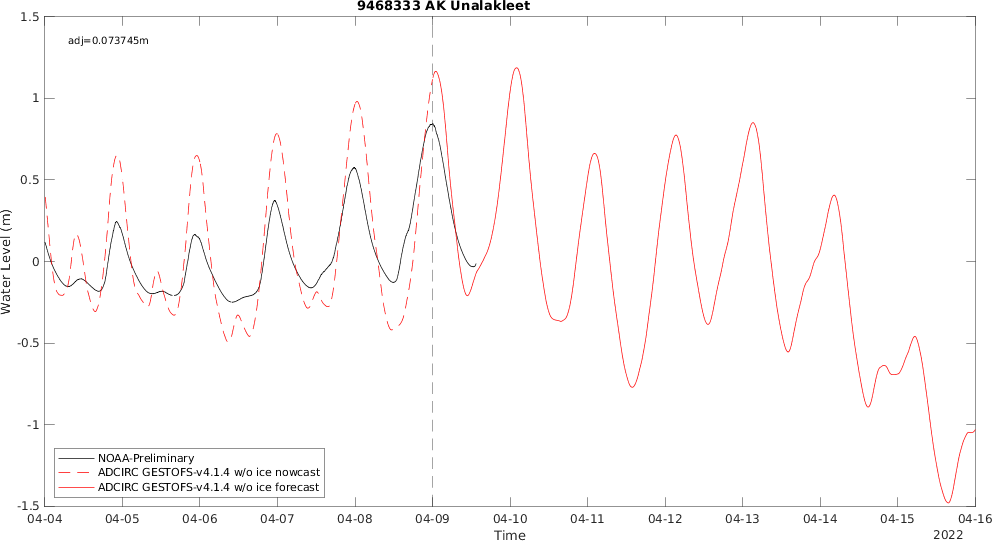 9468333 AK Unalakleet
adj=0.073745m
1.5
1
0.5
0
-0.5
-1
-1.5
Water Level (m)
NOAA-Preliminary
ADCIRC GESTOFS-v4.1.4 w/o ice nowcast
ADCIRC GESTOFS-v4.1.4 w/o ice forecast
04-04 04-05 04-06 04-07 04-08 04-09 04-10 04-11 04-12 04-13 04-14 04-15 04-16
Time
2022